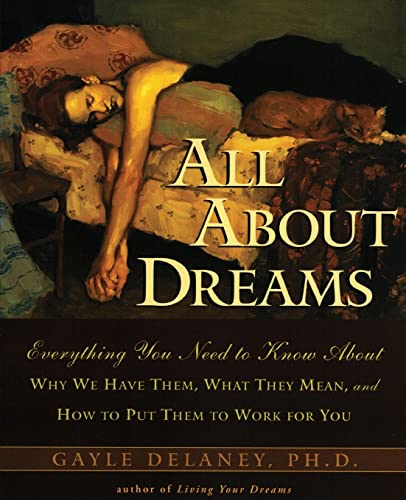 ALL
ABOUT
DREAMS
Everything You Need to Know About
WHY WE HAVE THEM, WHAT THEY MEAN, and
HOW TO PUT THEM TO WORK FOR YOU
GAYLE DELANEY, PH.D.
author of Living Your Dreams